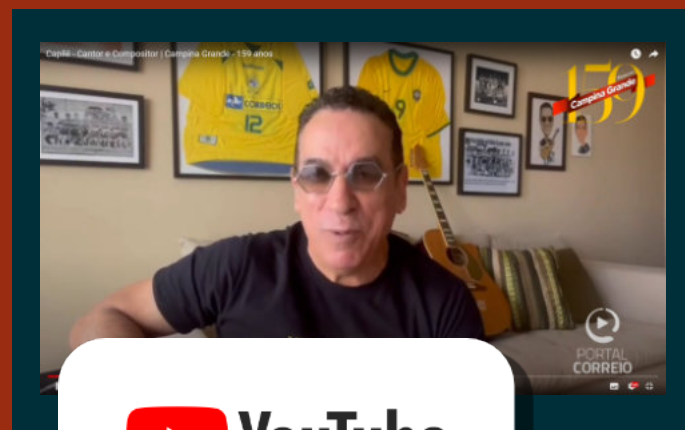 Capilé - Cantor e Compositor | Campina Grande - 159 anos
159
Campina Grande
CORREIOS
12
9
PORTAL
CORREIO
YouTube